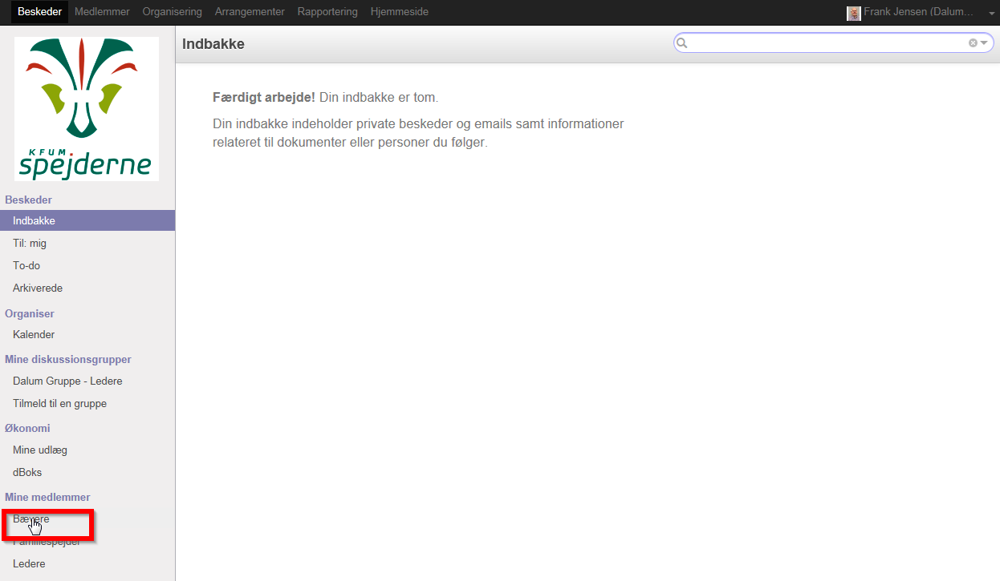 Beskeder Medlemmer Organisering Arrangementer Rapportering Hjemmeside Frank Jensen (Dalum...
KFUM
spejderne
Indbakke
Færdigt arbejde! Din indbakke er tom.
Din indbakke indeholder private beskeder og emails samt informationer
relateret til dokumenter eller personer du følger.
Beskeder
Indbakke
Til: mig
To-do
Arkiverede
Organiser
Kalender
Mine diskussionsgrupper
Dalum Gruppe - Ledere
Tilmeld til en gruppe
Økonomi
Mine udlæg
dBoks
Mine medlemmer
Bævere
Familiespejder
Ledere